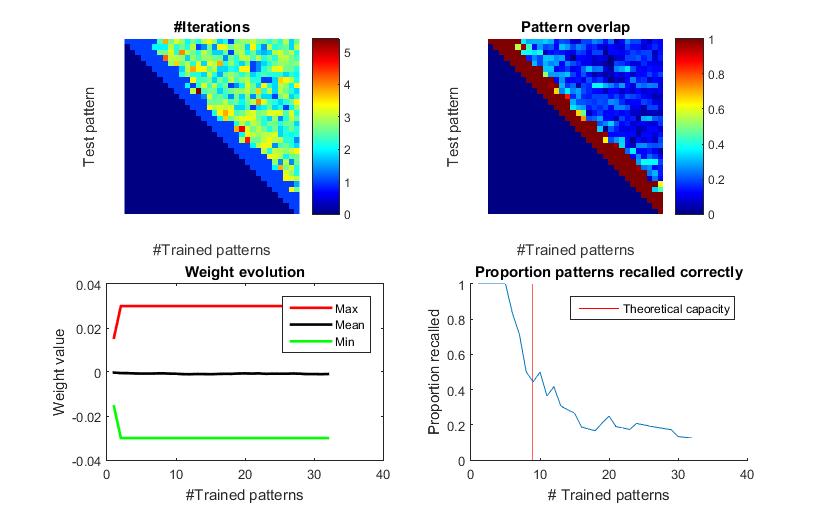 #Iterations
Test pattern
#Trained patterns
5
4
3
2
1
0
Pattern overlap
Test pattern
#Trained patterns
1
0.8
0.6
0.4
0.2
0
Weight evolution
Weight value
0.04
0.02
0
-0.02
-0.04
0 10 20 30 40
#Trained patterns
Max
Mean
Min
Proportion patterns recalled correctly
Proportion recalled
1
0.8
0.6
0.4
0.2
0
0 10 20 30 40
# Trained patterns
Theoretical capacity